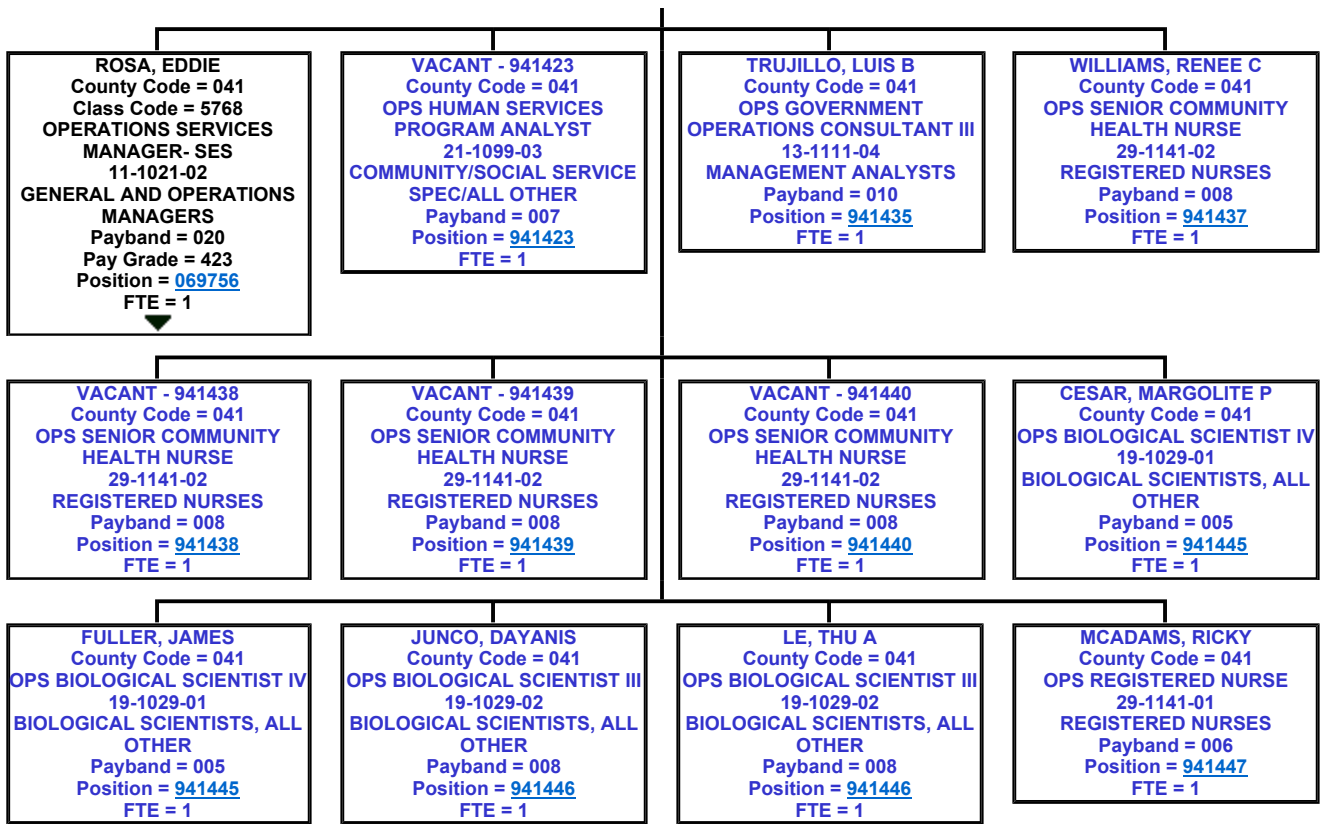 ROSA, EDDIE
County Code = 041
Class Code = 5768
OPERATIONS SERVICES
MANAGER- SES
11-1021-02
GENERAL AND OPERATIONS
MANAGERS
Payband = 020
Pay Grade = 423
Position = 069756
FTE = 1
VACANT - 941423
County Code = 041
OPS HUMAN SERVICES
PROGRAM ANALYST
21-1099-03
COMMUNITY/SOCIAL SERVICE
SPEC/ALL OTHER
Payband = 007
Position = 941423
FTE = 1
TRUJILLO, LUIS B
County Code = 041
OPS GOVERNMENT
OPERATIONS CONSULTANT III
13-1111-04
MANAGEMENT ANALYSTS
Payband = 010
Position = 941435
FTE = 1
WILLIAMS, RENEE C
County Code = 041
OPS SENIOR COMMUNITY
HEALTH NURSE
29-1141-02
REGISTERED NURSES
Payband = 008
Position = 941437
FTE = 1
VACANT - 941438
County Code = 041
OPS SENIOR COMMUNITY
HEALTH NURSE
29-1141-02
REGISTERED NURSES
Payband = 008
Position = 941438
FTE = 1
VACANT - 941439
County Code = 041
OPS SENIOR COMMUNITY
HEALTH NURSE
29-1141-02
REGISTERED NURSES
Payband = 008
Position = 941439
FTE = 1
VACANT - 941440
County Code = 041
OPS SENIOR COMMUNITY
HEALTH NURSE
29-1141-02
REGISTERED NURSES
Payband = 008
Position = 941440
FTE = 1
CESAR, MARGOLITE P
County Code = 041
OPS BIOLOGICAL SCIENTIST IV
19-1029-01
BIOLOGICAL SCIENTISTS, ALL
OTHER
Payband = 005
Position = 941445
FTE = 1
FULLER, JAMES
County Code = 041
OPS BIOLOGICAL SCIENTIST IV
19-1029-01
BIOLOGICAL SCIENTISTS, ALL
OTHER
Payband = 005
Position = 941445
FTE = 1
JUNCO, DAYANIS
County Code = 041
OPS BIOLOGICAL SCIENTIST III
19-1029-02
BIOLOGICAL SCIENTISTS, ALL
OTHER
Payband = 008
Position = 941446
FTE = 1
LE, THU A
County Code = 041
OPS BIOLOGICAL SCIENTIST III
19-1029-02
BIOLOGICAL SCIENTISTS, ALL
OTHER
Payband = 008
Position = 941446
FTE = 1
MCADAMS, RICKY
County Code = 041
OPS REGISTERED NURSE
29-1141-01
REGISTERED NURSES
Payband = 006
Position = 941447
FTE = 1